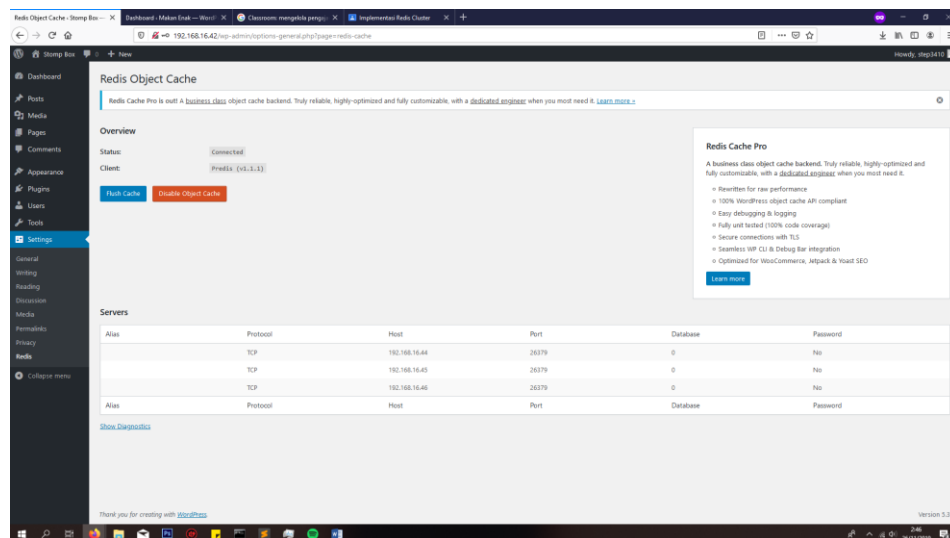 Redis Object Cache - Stomp Box —
Dashboard ‹ Makan Enak — Word
Classroom: mengelola pengaj
Implementasi Redis Cluster
192.168.16.42/wp-admin/options-general.php?page=redis-cache
Stomp Box 0 New
Howdy, step3410
Dashboard
Posts
Media
Pages
Comments
Appearance
Plugins
Users
Tools
Settings
General
Writing
Reading
Discussion
Media
Permalinks
Privacy
Redis
Collapse menu
Redis Object Cache
Redis Cache Pro is out! A business class object cache backend. Truly reliable, highly-optimized and fully customizable, with a dedicated engineer when you most need it. Learn more »
Overview
Status: Connected
Client: Predis (v1.1.1)
Flush Cache Disable Object Cache
Redis Cache Pro
A business class object cache backend. Truly reliable, highly-optimized and
fully customizable, with a dedicated engineer when you most need it.
Rewritten for raw performance
100% WordPress object cache API compliant
Easy debugging & logging
Fully unit tested (100% code coverage)
Secure connections with TLS
Seamless WP CLI & Debug Bar integration
Optimized for WooCommerce, Jetpack & Yoast SEO
Learn more
Servers
Alias Protocol Host Port Database Password
TCP 192.168.16.44 26379 0 No
TCP 192.168.16.45 26379 0 No
TCP 192.168.16.46 26379 0 No
Alias Protocol Host Port Database Password
Show Diagnostics
Thank you for creating with WordPress.
Version 5.3
2:46